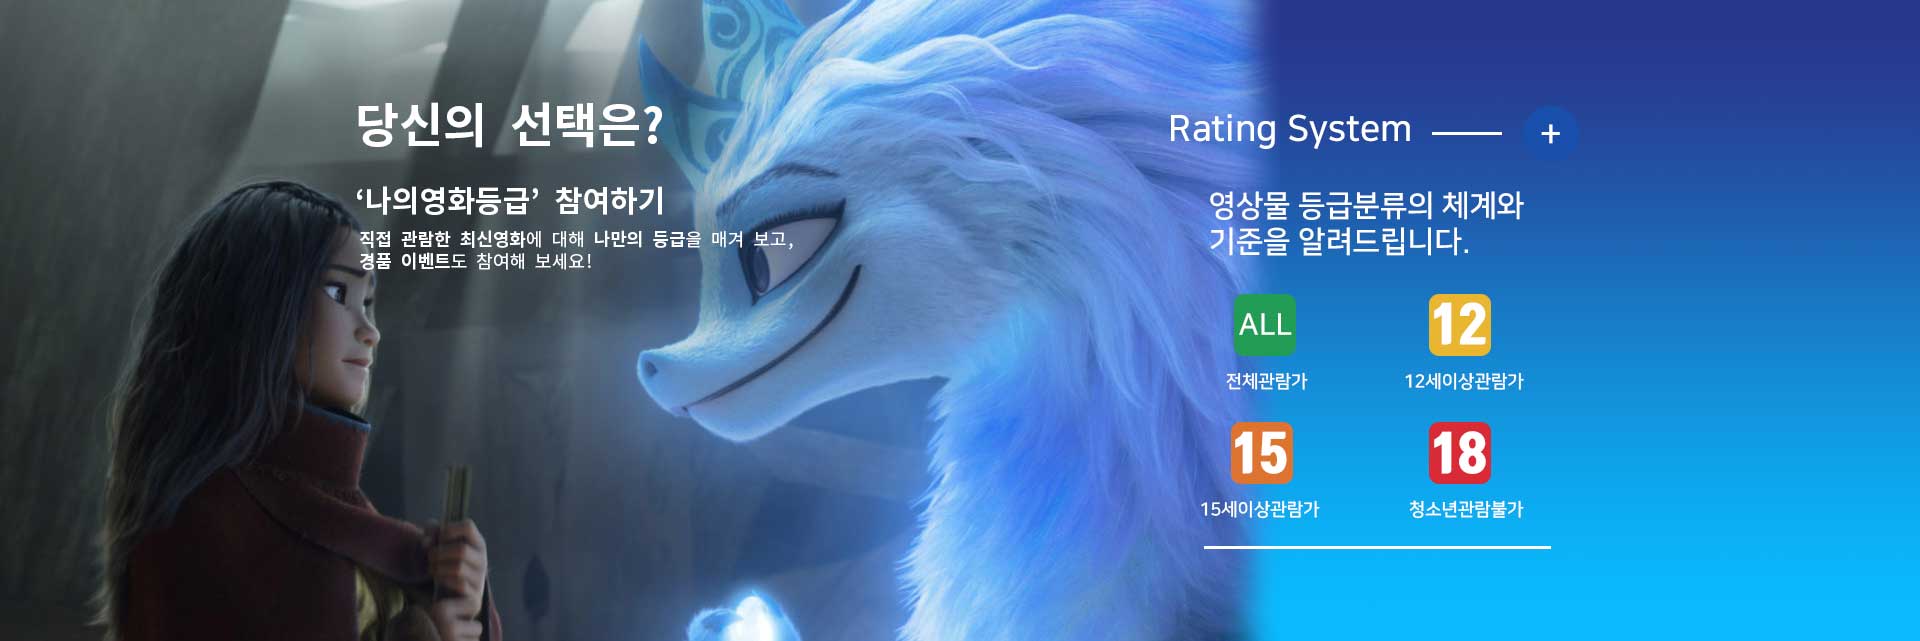 당신의 선택은?
‘나의영화등급’ 참여하기
직접 관람한 최신영화에 대해 나만의 등급을 매겨 보고,
경품 이벤트도 참여해 보세요!
Rating System
+
영상물 등급분류의 체계와
기준을 알려드립니다.
ALL
전체관람가
12
12세이상관람가
15
15세이상관람가
18
청소년관람불가